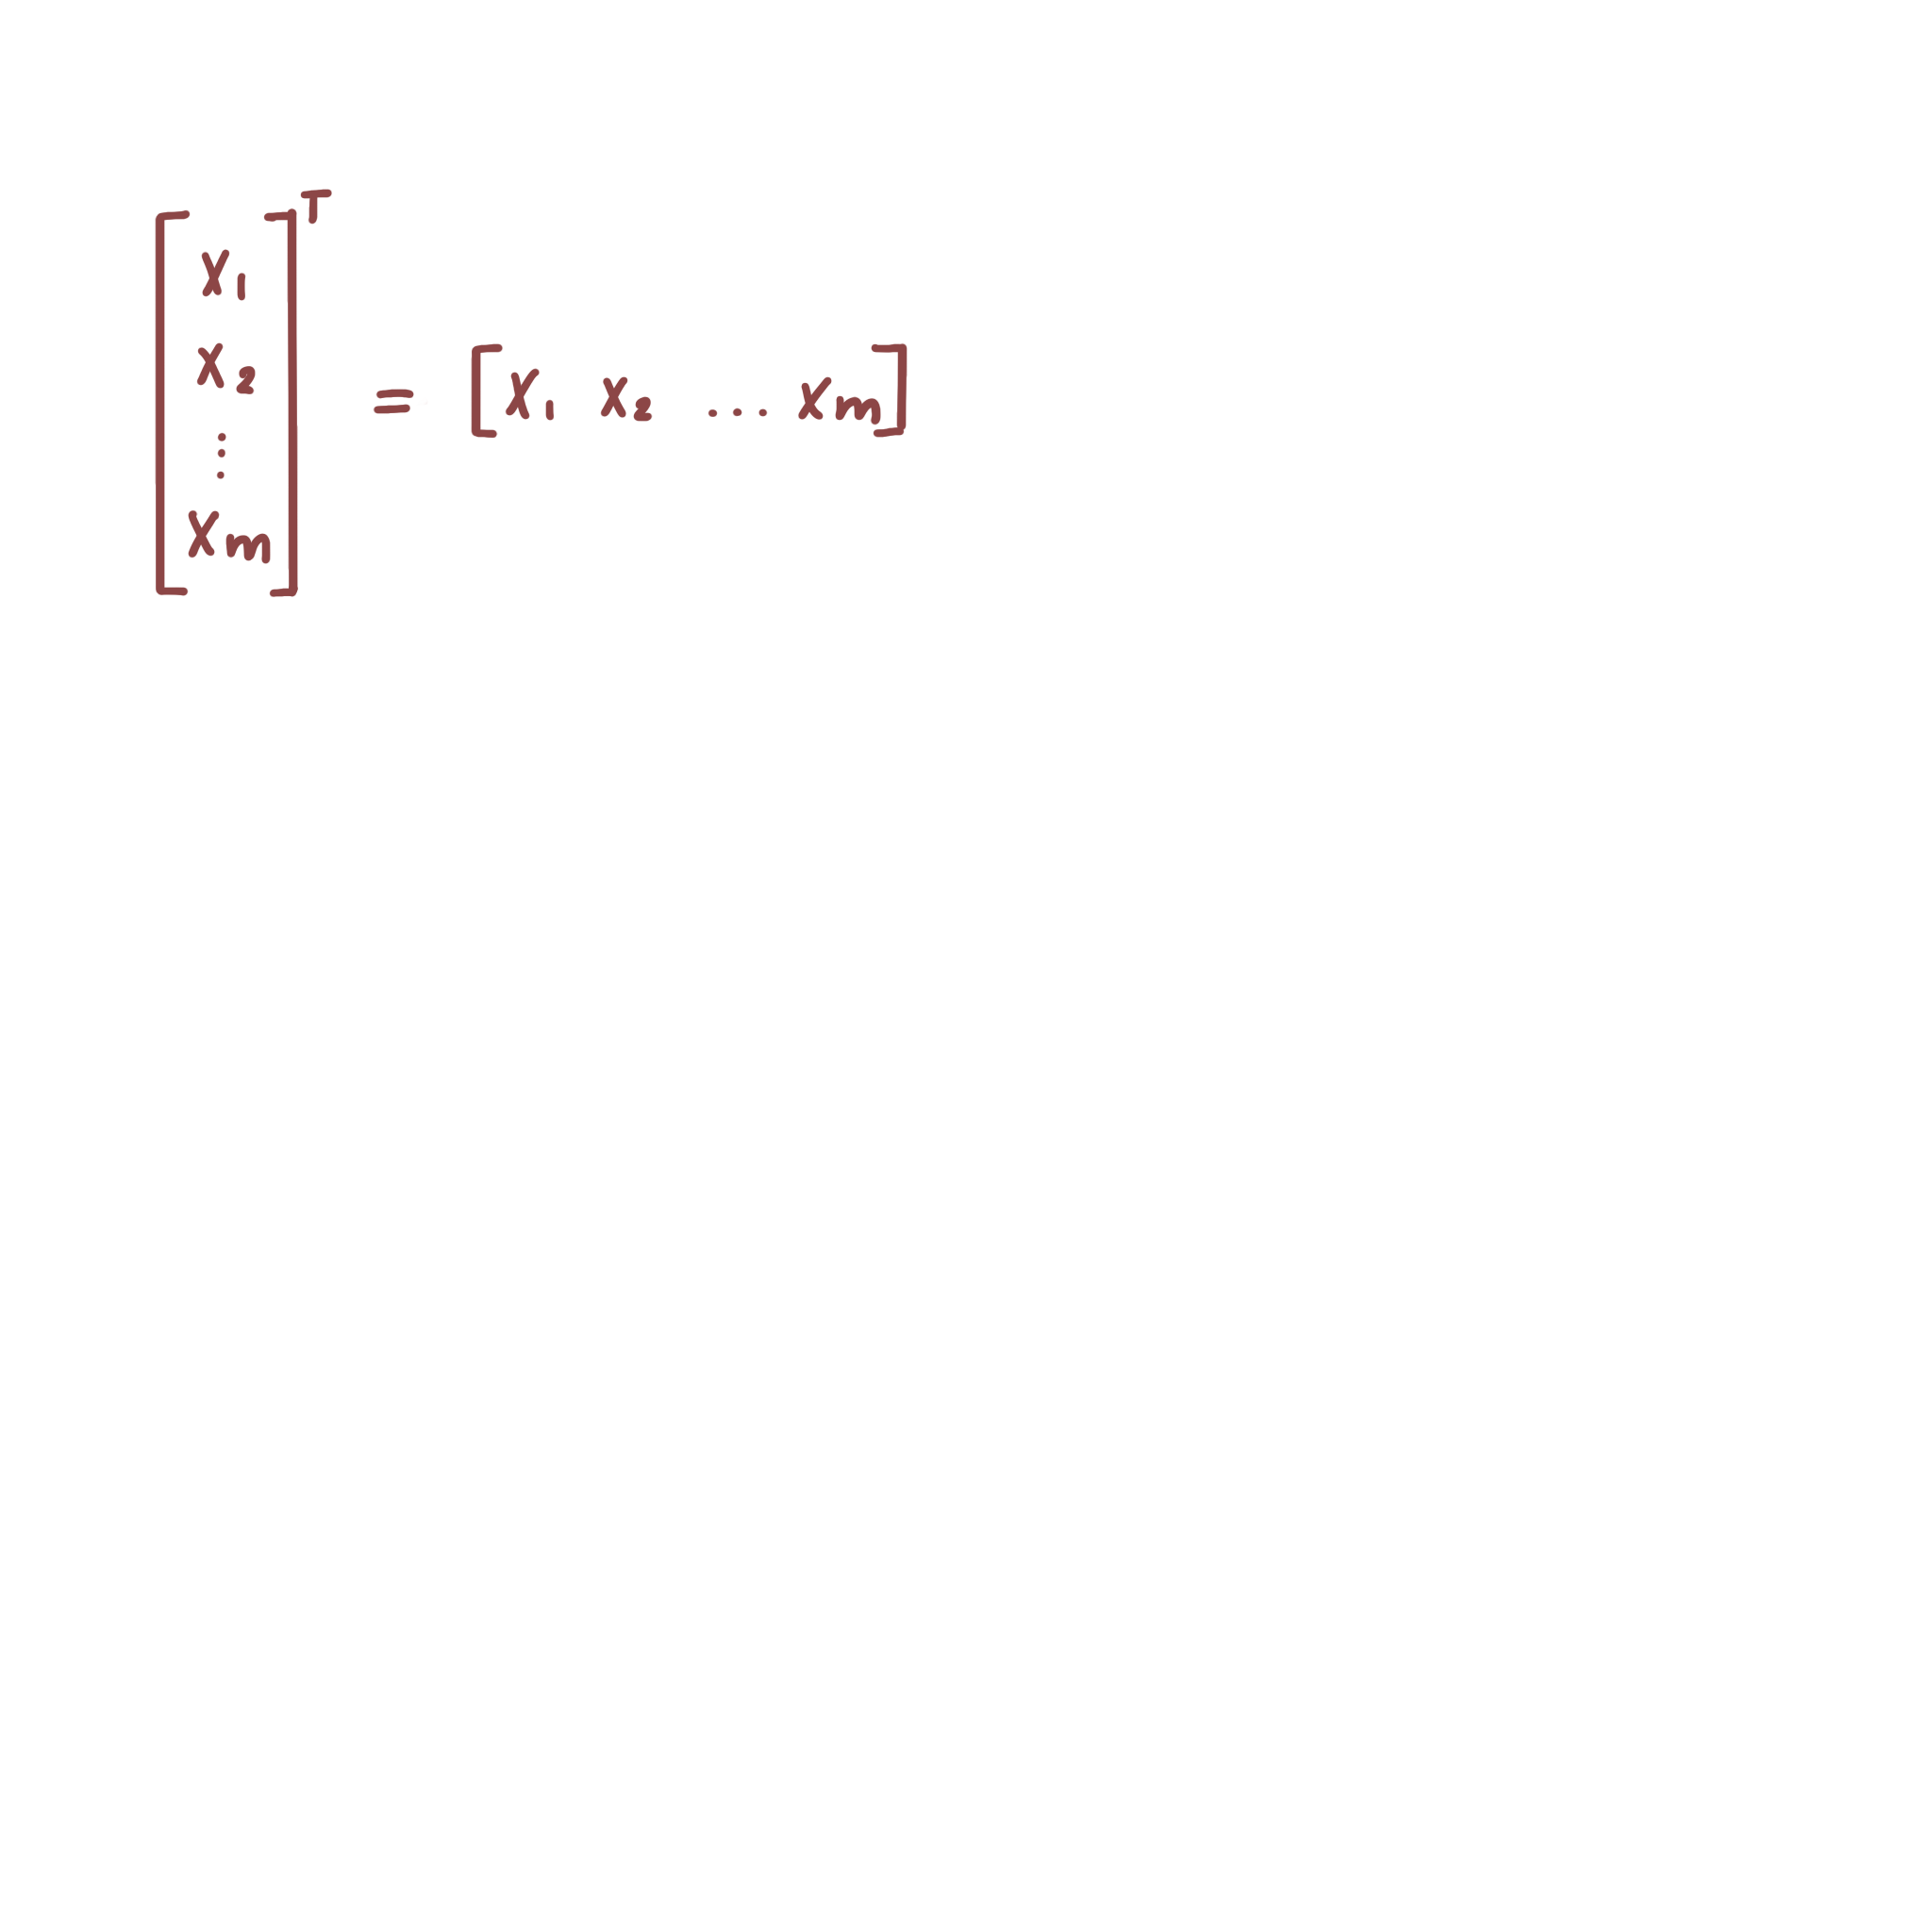 [x₁ x₂ ⋮ xₘ]ᵀ = [x₁ x₂ ... xₘ]